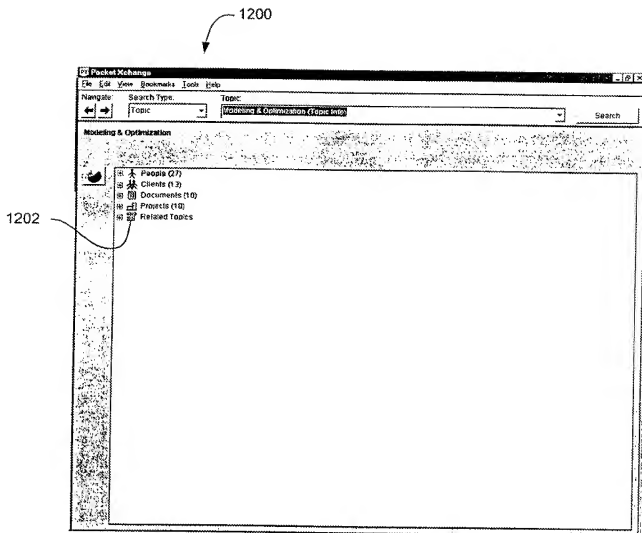 1200
Pocket Xchange
File Edit View Bookmarks Tools Help
Navigate: Search Type: Topic:
Topic Modeling & Optimization (Topic Info) Search
Modeling & Optimization
People (27)
Clients (13)
Documents (10)
Projects (10)
1202 Related Topics